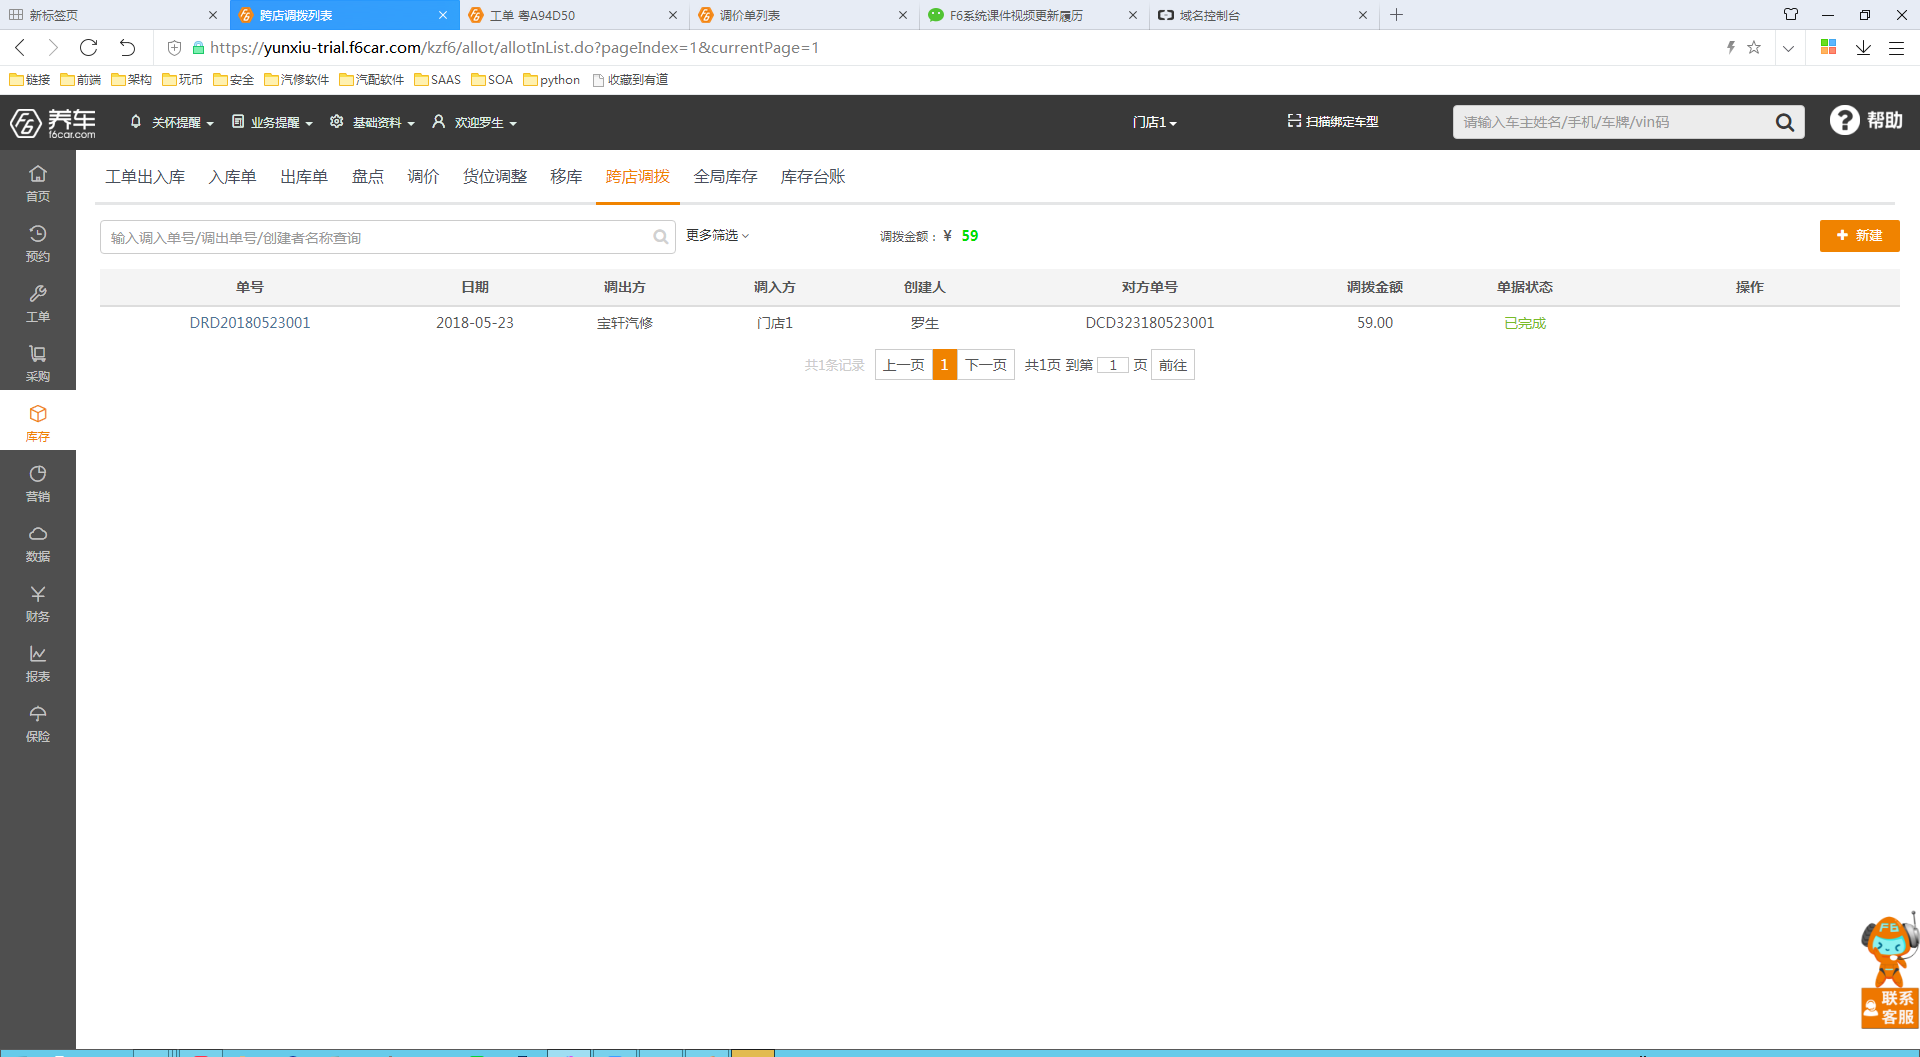 新标签页
跨店调拨列表
工单 粤A94D50
调价单列表
F6系统课件视频更新履历
域名控制台
https://yunxiu-trial.f6car.com/kzf6/allot/allotInList.do?pageIndex=1&currentPage=1
链接 前端 架构 玩币 安全 汽修软件 汽配软件 SAAS SOA python 收藏到有道
F6 养车 f6car.com
关怀提醒 业务提醒 基础资料 欢迎罗生
门店1
扫描绑定车型
请输入车主姓名/手机/车牌/vin码
? 帮助
首页
预约
工单
采购
库存
营销
数据
财务
报表
保险
工单出入库 入库单 出库单 盘点 调价 货位调整 移库 跨店调拨 全局库存 库存台账
输入调入单号/调出单号/创建者名称查询
更多筛选
调拨金额：¥ 59
+ 新建
单号 日期 调出方 调入方 创建人 对方单号 调拨金额 单据状态 操作
DRD20180523001 2018-05-23 宝轩汽修 门店1 罗生 DCD323180523001 59.00 已完成
共1条记录 上一页 1 下一页 共1页 到第 1 页 前往
F6
联系
客服